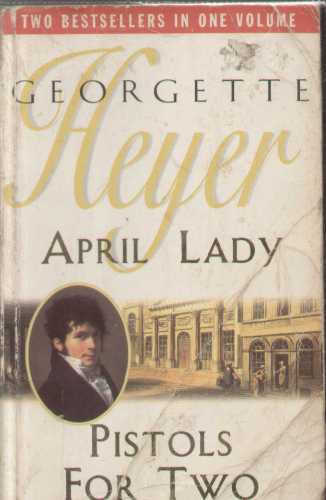 TWO BESTSELLERS IN ONE VOLUME
GEORGETTE
Heyer
APRIL LADY
PISTOLS
FOR TWO